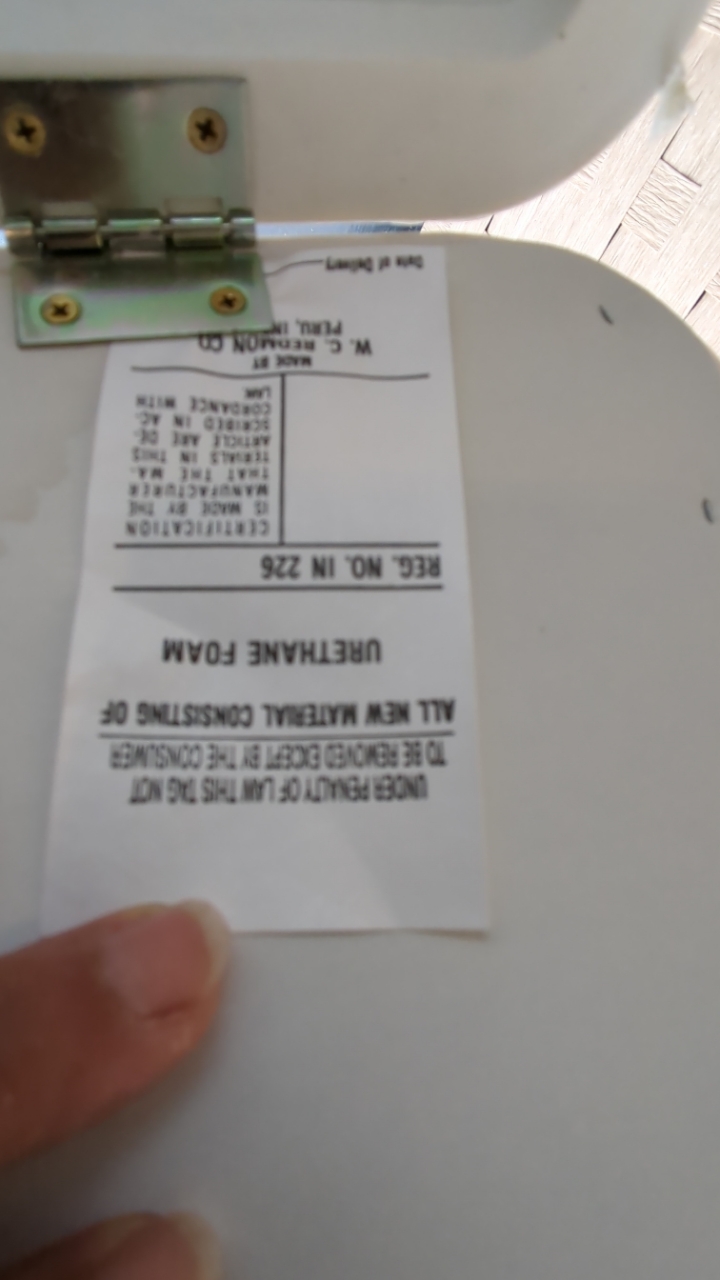 UNDER PENALTY OF LAW THIS TAG NOT
TO BE REMOVED EXCEPT BY THE CONSUMER
ALL NEW MATERIAL CONSISTING OF
URETHANE FOAM
REG. NO. IN 226
CERTIFICATION
IS MADE BY THE
MANUFACTURER
THAT THE MA-
TERIALS IN THIS
ARTICLE ARE DE-
SCRIBED IN AC-
CORDANCE WITH
LAW.
MADE BY
W. C. REDMON CO
PERU, IN
Date of Delivery